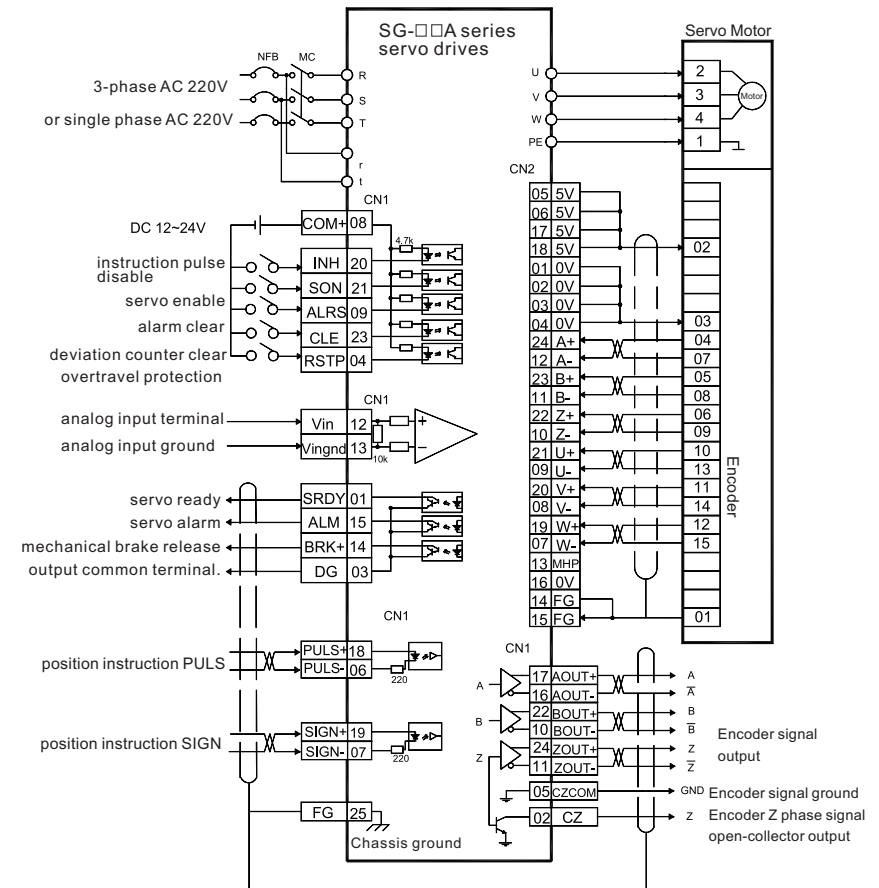 SG-□□A series
servo drives
Servo Motor
NFB
MC
3-phase AC 220V
or single phase AC 220V
R
S
T
r
t
U
V
W
PE
2
3
4
1
Motor
CN1
DC 12~24V
COM+ 08
4.7k
instruction pulse
disable
INH 20
servo enable
SON 21
alarm clear
ALRS 09
deviation counter clear
CLE 23
overtravel protection
RSTP 04
CN1
analog input terminal
Vin 12
analog input ground
Vingnd 13
10k
+
−
servo ready
SRDY 01
servo alarm
ALM 15
mechanical brake release
BRK+ 14
output common terminal.
DG 03
CN1
position instruction PULS
PULS+ 18
PULS- 06
220
position instruction SIGN
SIGN+ 19
SIGN- 07
220
FG 25
Chassis ground
CN2
05 5V
06 5V
17 5V
18 5V
01 0V
02 0V
03 0V
04 0V
24 A+
12 A-
23 B+
11 B-
22 Z+
10 Z-
21 U+
09 U-
20 V+
08 V-
19 W+
07 W-
13 MHP
16 0V
14 FG
15 FG
02
03
04
07
05
08
06
09
10
13
11
14
12
15
01
Encoder
CN1
A
17 AOUT+
A
16 AOUT-
A̅
B
22 BOUT+
B
10 BOUT-
B̅
Z
24 ZOUT+
Z
11 ZOUT-
Z̅
Encoder signal
output
05 CZCOM
GND Encoder signal ground
02 CZ
Z Encoder Z phase signal
open-collector output